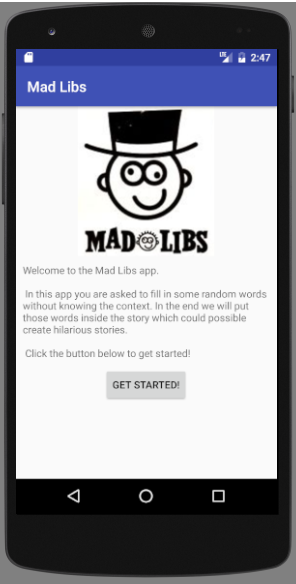 LTE 2:47
Mad Libs
MAD LIBS
Welcome to the Mad Libs app.
In this app you are asked to fill in some random words
without knowing the context. In the end we will put
those words inside the story which could possible
create hilarious stories.
Click the button below to get started!
GET STARTED!